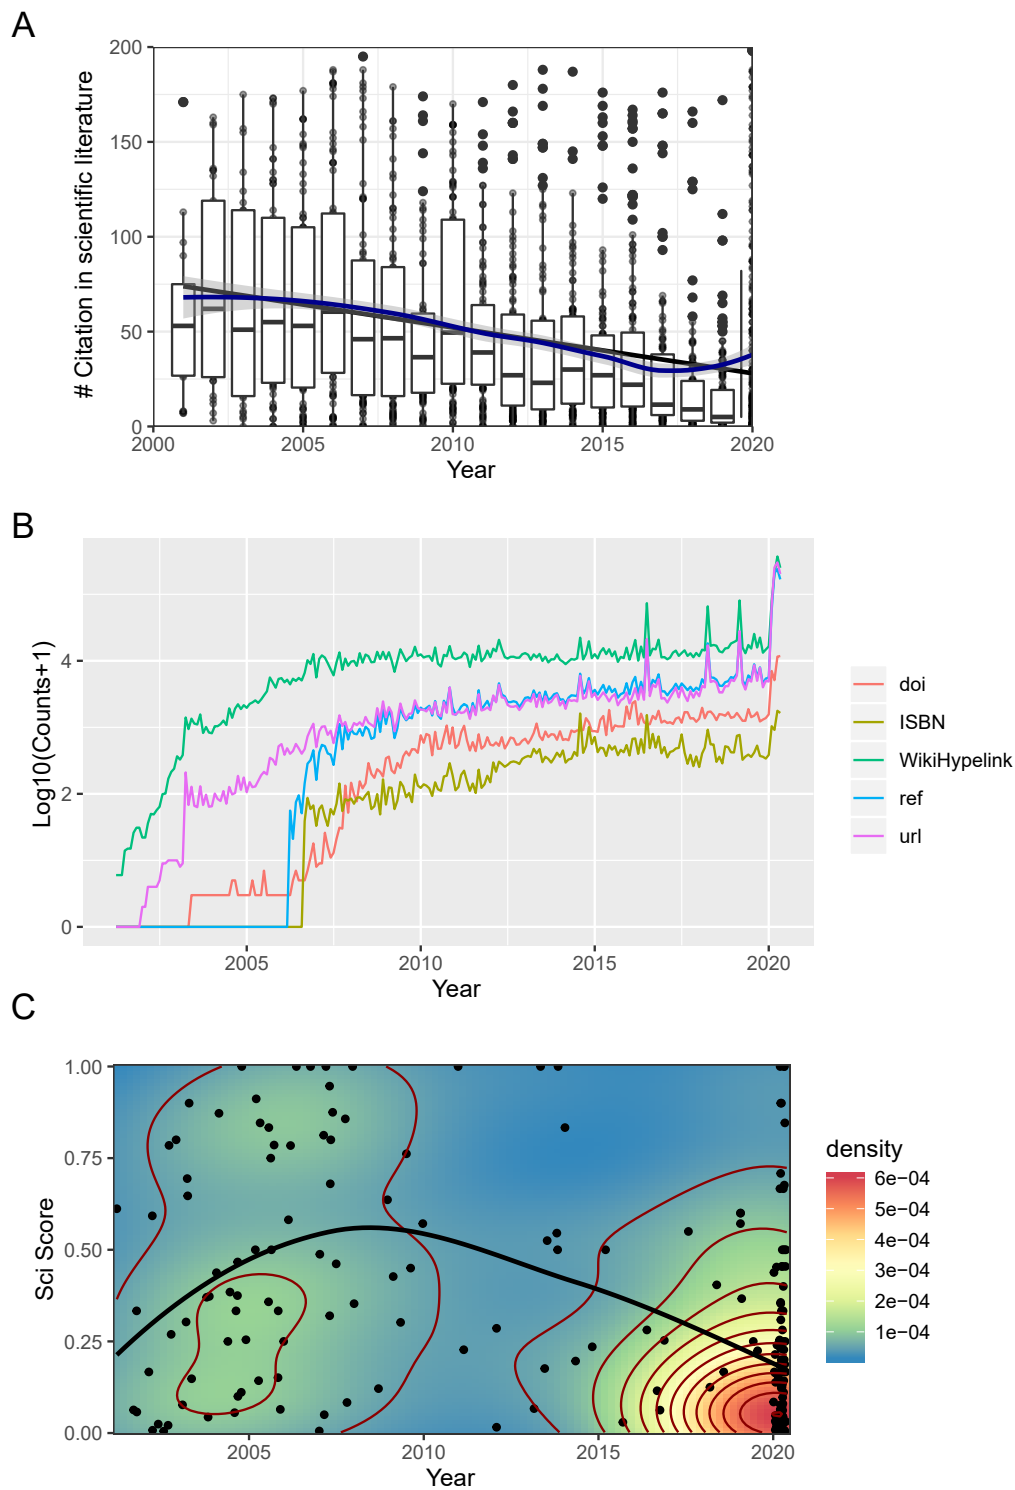 A
# Citation in scientific literature
200
150
100
50
0
2000 2005 2010 2015 2020
Year
B
Log10(Counts+1)
4
2
0
2005 2010 2015 2020
Year
doi
ISBN
WikiHypelink
ref
url
C
Sci Score
1.00
0.75
0.50
0.25
0.00
2005 2010 2015 2020
Year
density
6e−04
5e−04
4e−04
3e−04
2e−04
1e−04